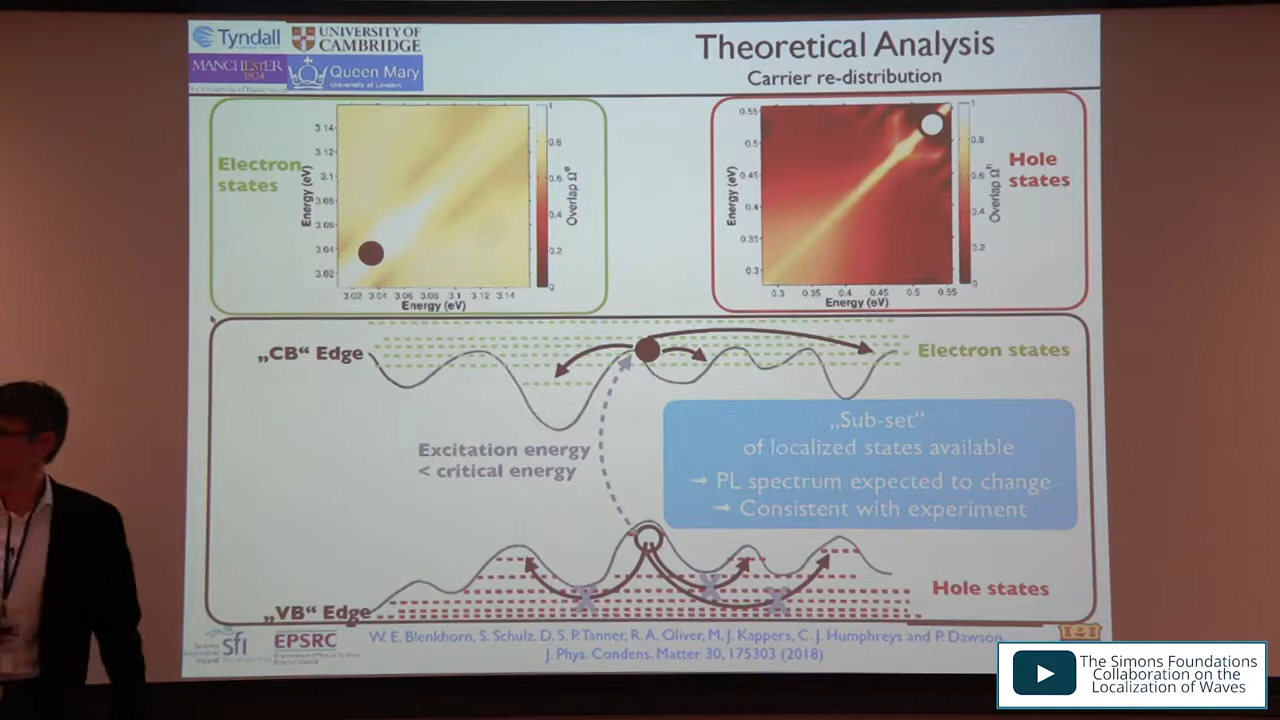 Tyndall
UNIVERSITY OF
CAMBRIDGE
MANCHESTER
1824
Queen Mary
University of London
Theoretical Analysis
Carrier re-distribution
Electron
states
Energy (eV)
3.14
3.12
3.1
3.08
3.06
3.04
3.02
3.02 3.04 3.06 3.08 3.1 3.12 3.14
Energy (eV)
1
0.8
0.6
0.4
0.2
0
Overlap Ωᵉ
Energy (eV)
0.55
0.5
0.45
0.4
0.35
0.3
0.3 0.35 0.4 0.45 0.5 0.55
Energy (eV)
1
0.8
0.6
0.4
0.2
0
Overlap Ωʰ
Hole
states
„CB“ Edge
Electron states
Excitation energy
< critical energy
„Sub-set“
of localized states available
→ PL spectrum expected to change
→ Consistent with experiment
X X X
Hole states
„VB“ Edge
sfi
EPSRC
W. E. Blenkhorn, S. Schulz, D. S. P. Tanner, R. A. Oliver, M. J. Kappers, C. J. Humphreys and P. Dawson,
J. Phys. Condens. Matter 30, 175303 (2018)
The Simons Foundations
Collaboration on the
Localization of Waves